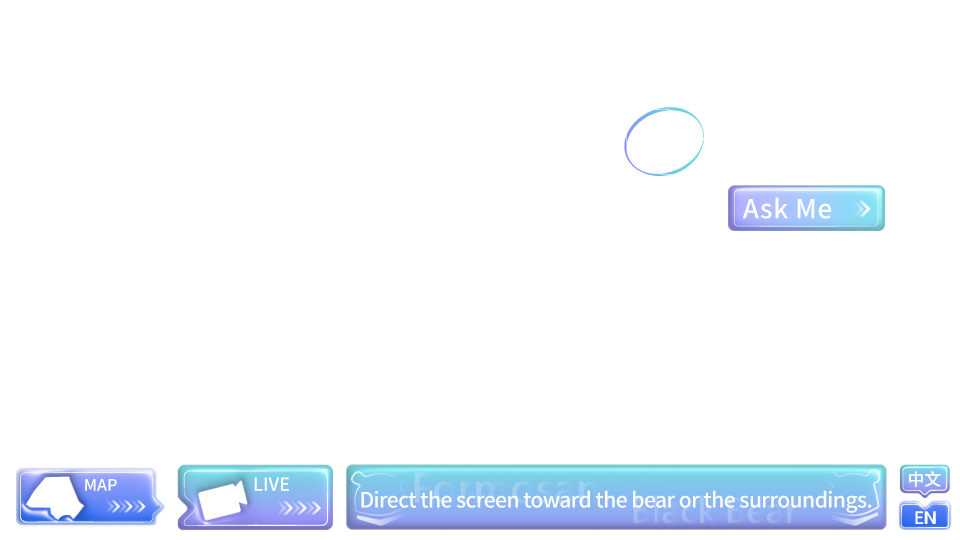 Ask Me
MAP
LIVE
Formosan
Direct the screen toward the bear or the surroundings.
Black Bear
中文
EN